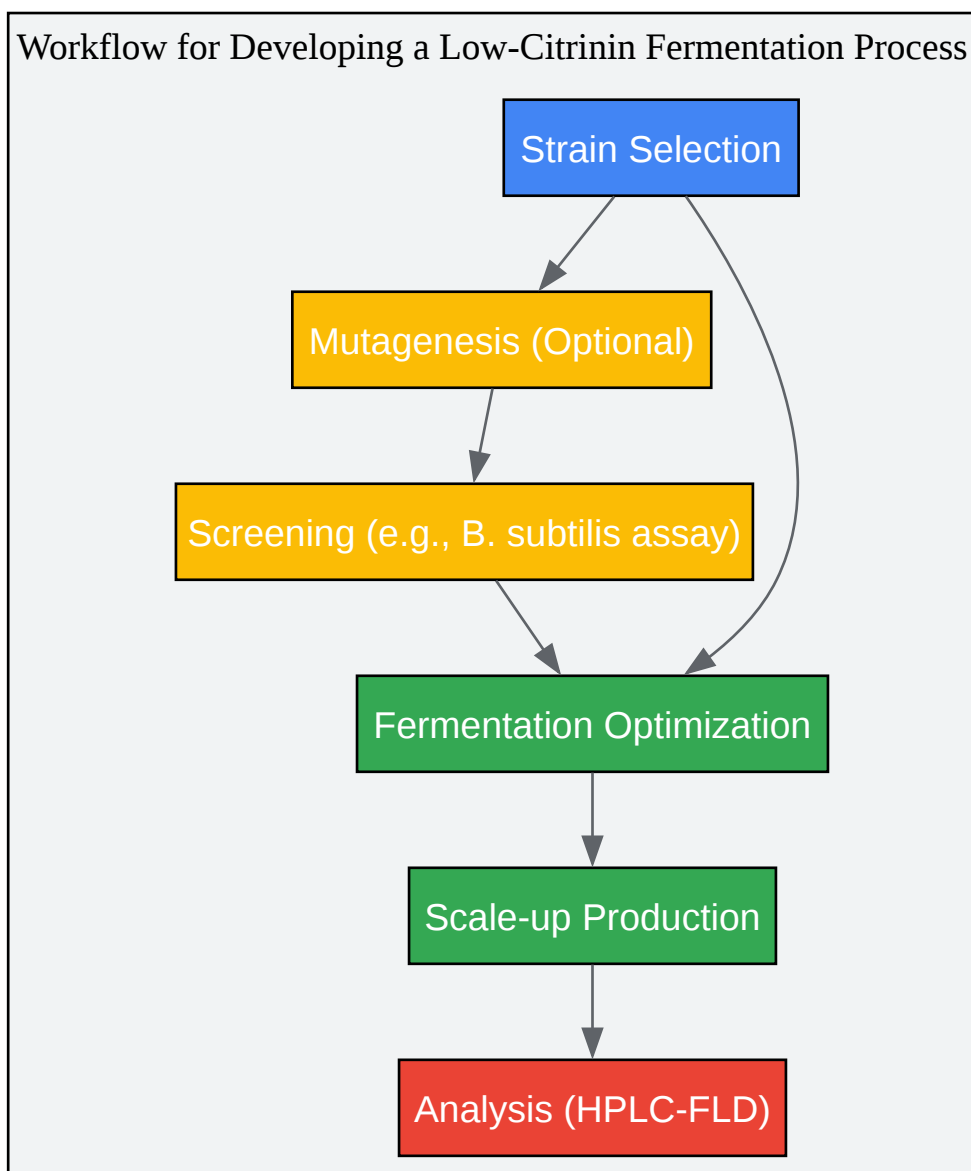 Workflow for Developing a Low-Citrinin Fermentation Process
Strain Selection
Mutagenesis (Optional)
Screening (e.g., B. subtilis assay)
Fermentation Optimization
Scale-up Production
Analysis (HPLC-FLD)